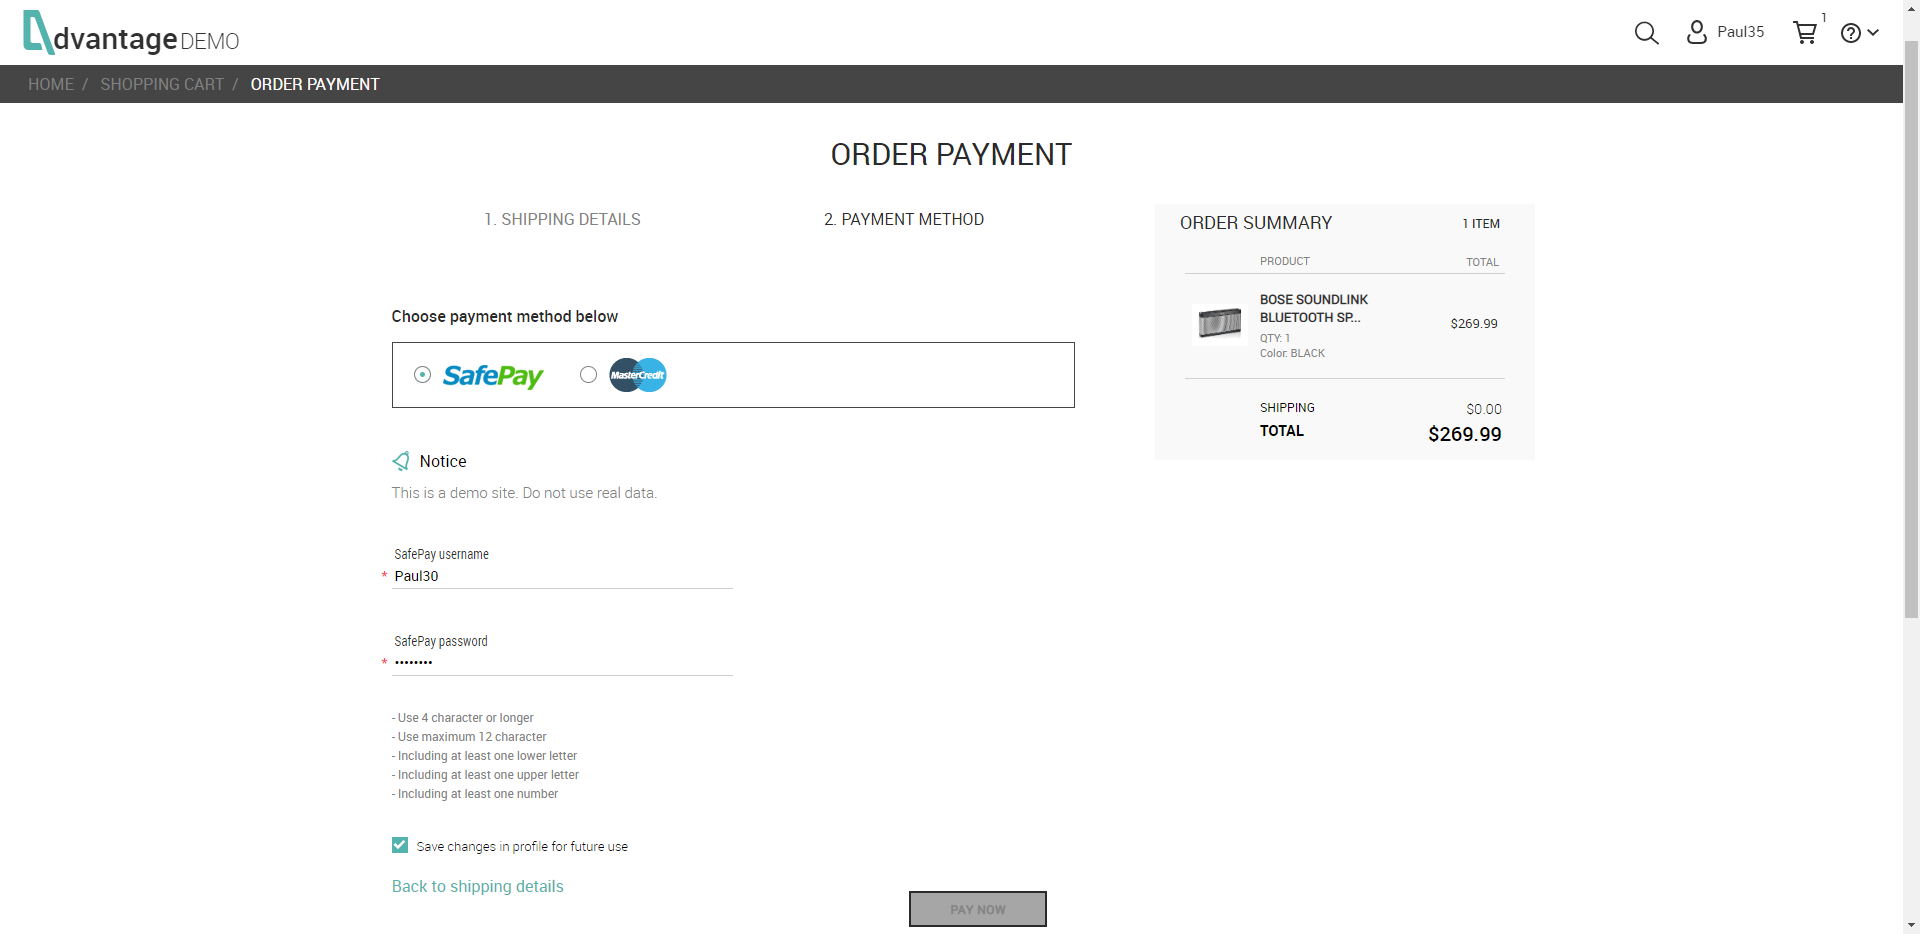 dvantage DEMO
Paul35
1
HOME / SHOPPING CART / ORDER PAYMENT
ORDER PAYMENT
1. SHIPPING DETAILS
2. PAYMENT METHOD
Choose payment method below
SafePay
MasterCredit
Notice
This is a demo site. Do not use real data.
SafePay username
* Paul30
SafePay password
* ••••••••
- Use 4 character or longer
- Use maximum 12 character
- Including at least one lower letter
- Including at least one upper letter
- Including at least one number
Save changes in profile for future use
Back to shipping details
PAY NOW
ORDER SUMMARY
1 ITEM
PRODUCT
TOTAL
BOSE SOUNDLINK
BLUETOOTH SP...
QTY: 1
Color: BLACK
$269.99
SHIPPING
$0.00
TOTAL
$269.99